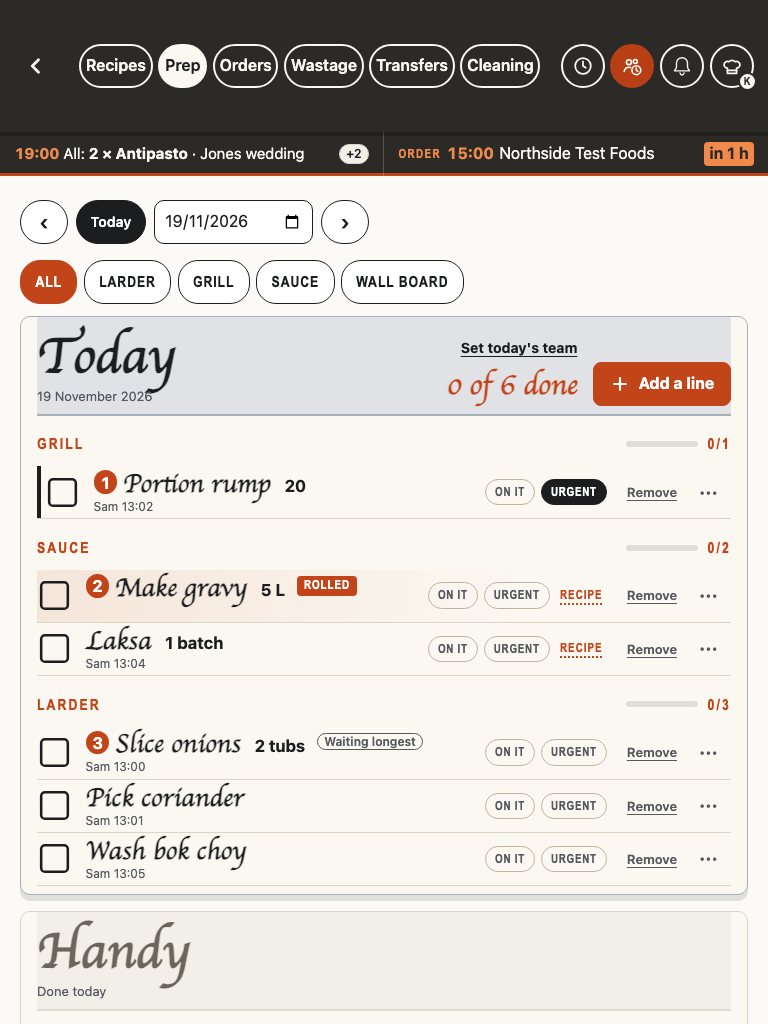 Recipes Prep Orders Wastage Transfers Cleaning K
19:00 All: 2 × Antipasto · Jones wedding +2 ORDER 15:00 Northside Test Foods in 1 h
‹ Today 19/11/2026 ›
ALL LARDER GRILL SAUCE WALL BOARD
Today
19 November 2026
Set today's team
0 of 6 done + Add a line
GRILL 0/1
1 Portion rump 20 ON IT URGENT Remove ···
Sam 13:02
SAUCE 0/2
2 Make gravy 5 L ROLLED ON IT URGENT RECIPE Remove ···
Laksa 1 batch ON IT URGENT RECIPE Remove ···
Sam 13:04
LARDER 0/3
3 Slice onions 2 tubs Waiting longest ON IT URGENT Remove ···
Sam 13:00
Pick coriander ON IT URGENT Remove ···
Sam 13:01
Wash bok choy ON IT URGENT Remove ···
Sam 13:05
Handy
Done today